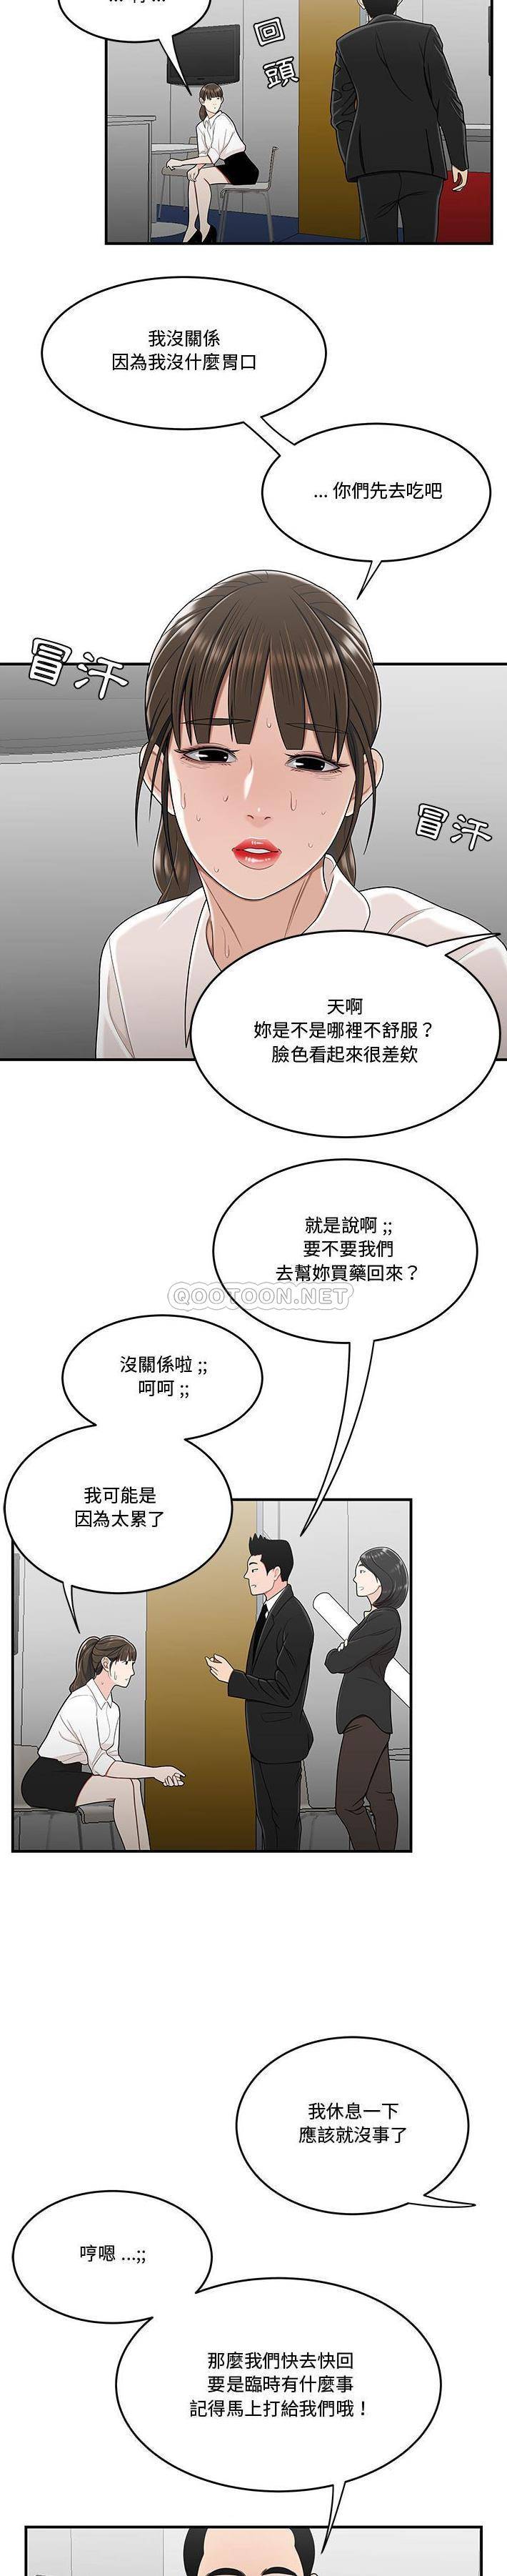 回
頭
我沒關係
因為我沒什麼胃口
... 你們先去吃吧
冒汗
冒汗
天啊
妳是不是哪裡不舒服？
臉色看起來很差欸
就是說啊 ;;
要不要我們
去幫妳買藥回來？
QOOTOON.NET
沒關係啦 ;;
呵呵 ;;
我可能是
因為太累了
我休息一下
應該就沒事了
哼嗯 ...;;
那麼我們快去快回
要是臨時有什麼事
記得馬上打給我們哦！